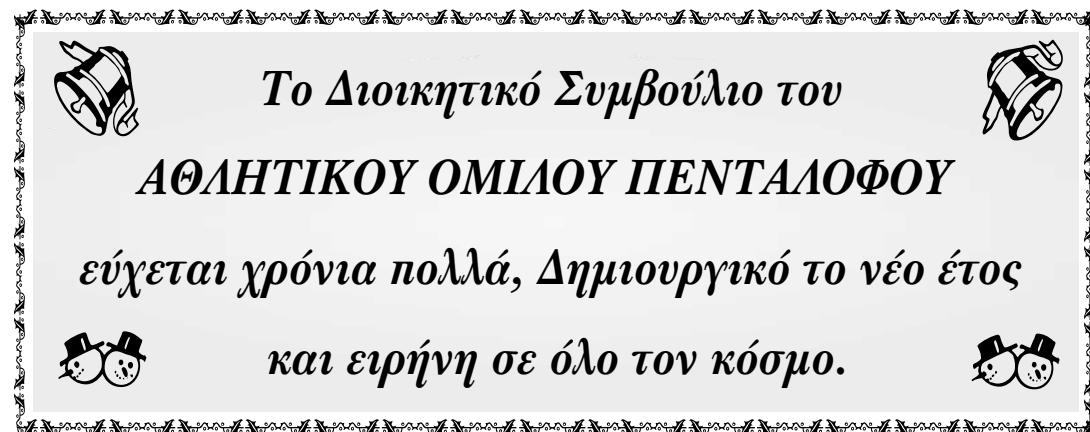 Το Διοικητικό Συμβούλιο του
ΑΘΛΗΤΙΚΟΥ ΟΜΙΛΟΥ ΠΕΝΤΑΛΟΦΟΥ
εύχεται χρόνια πολλά, Δημιουργικό το νέο έτος
και ειρήνη σε όλο τον κόσμο.